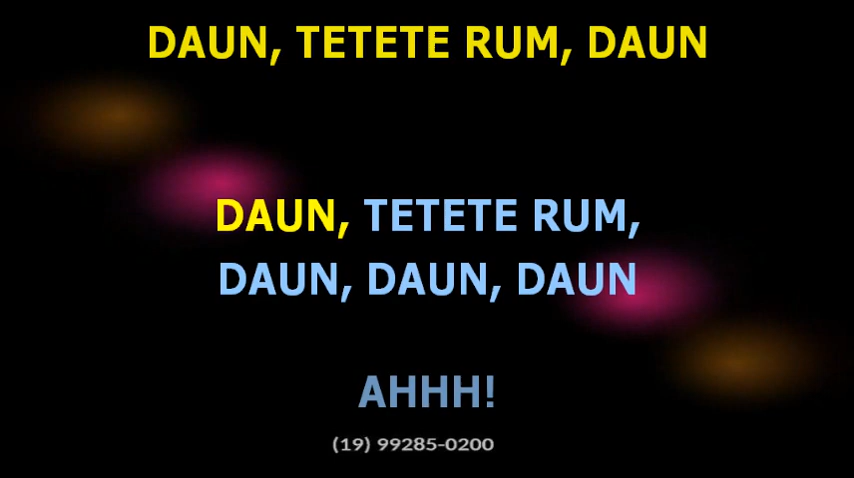 DAUN, TETETE RUM, DAUN
DAUN, TETETE RUM,
DAUN, DAUN, DAUN
AHHH!
(19) 99285-0200